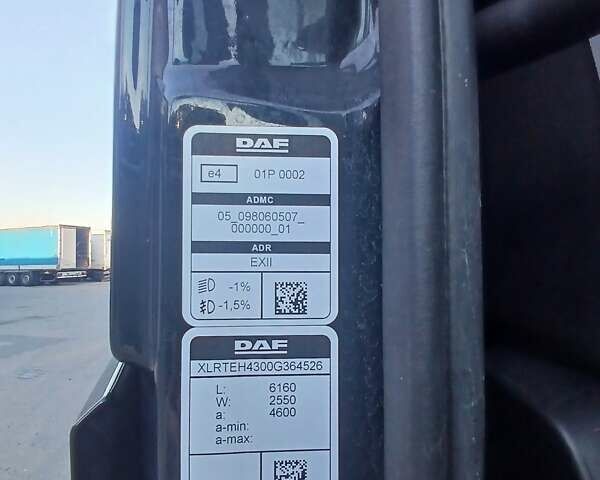 DAF
e4 01P 0002
ADMC
05_098060507_
000000_01
ADR
EXII
-1%
-1,5%
DAF
XLRTEH4300G364526
L: 6160
W: 2550
a: 4600
a-min:
a-max: